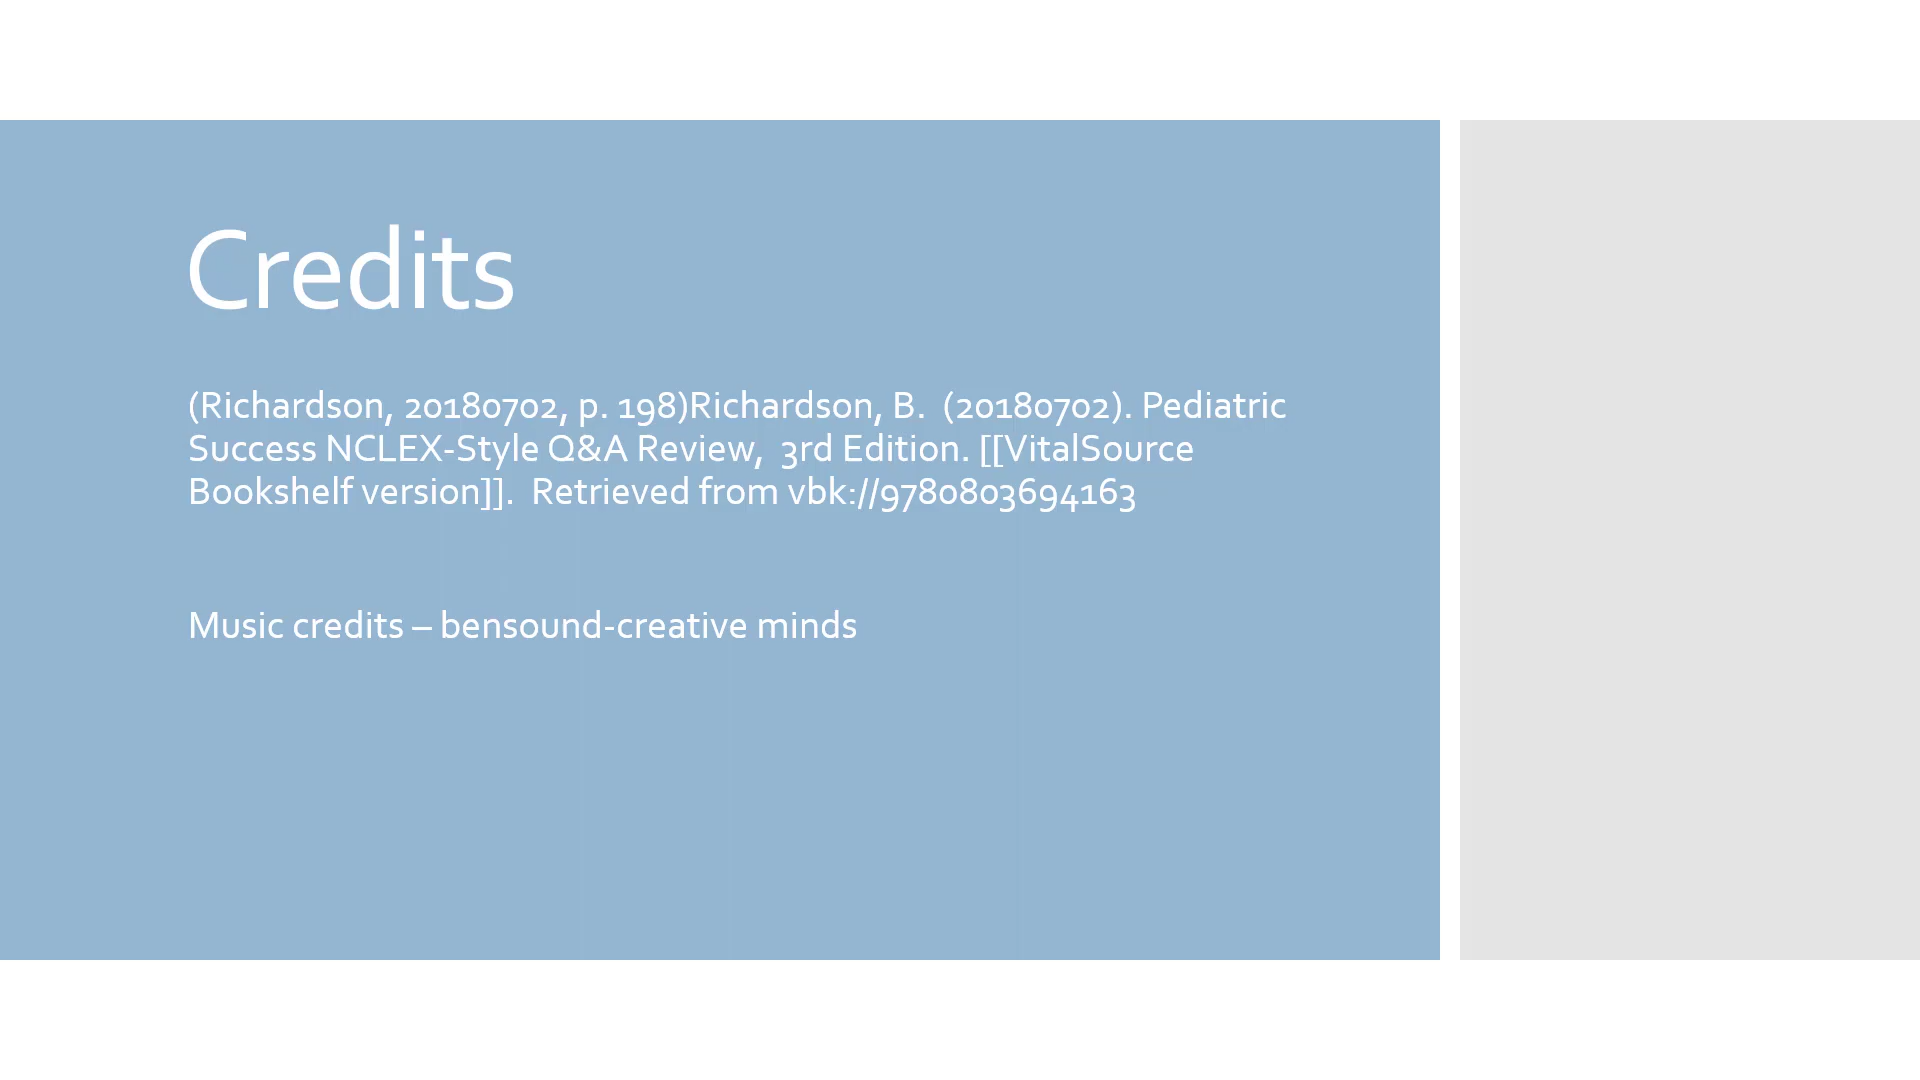 Credits
(Richardson, 20180702, p. 198)Richardson, B.  (20180702). Pediatric
Success NCLEX-Style Q&A Review,  3rd Edition. [[VitalSource
Bookshelf version]].  Retrieved from vbk://9780803694163
Music credits – bensound-creative minds